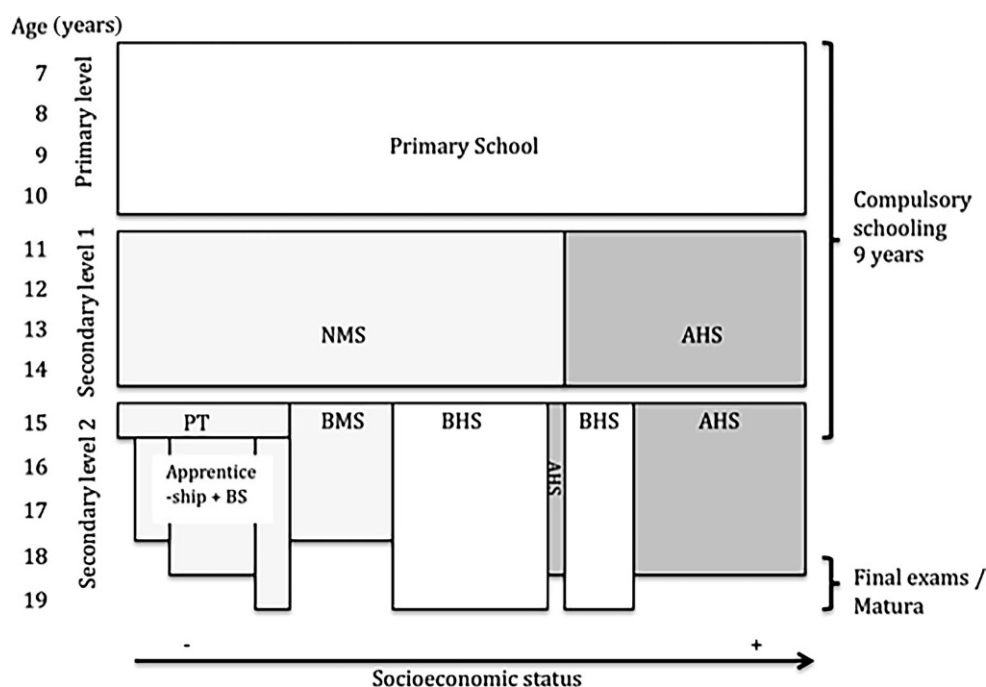 Age (years)
7
8
9
10
Primary level
Primary School
11
12
13
14
Secondary level 1
NMS
AHS
15
16
17
18
19
Secondary level 2
PT
BMS
BHS
AHS
BHS
AHS
Apprentice
-ship + BS
Compulsory
schooling
9 years
Final exams /
Matura
-
+
Socioeconomic status